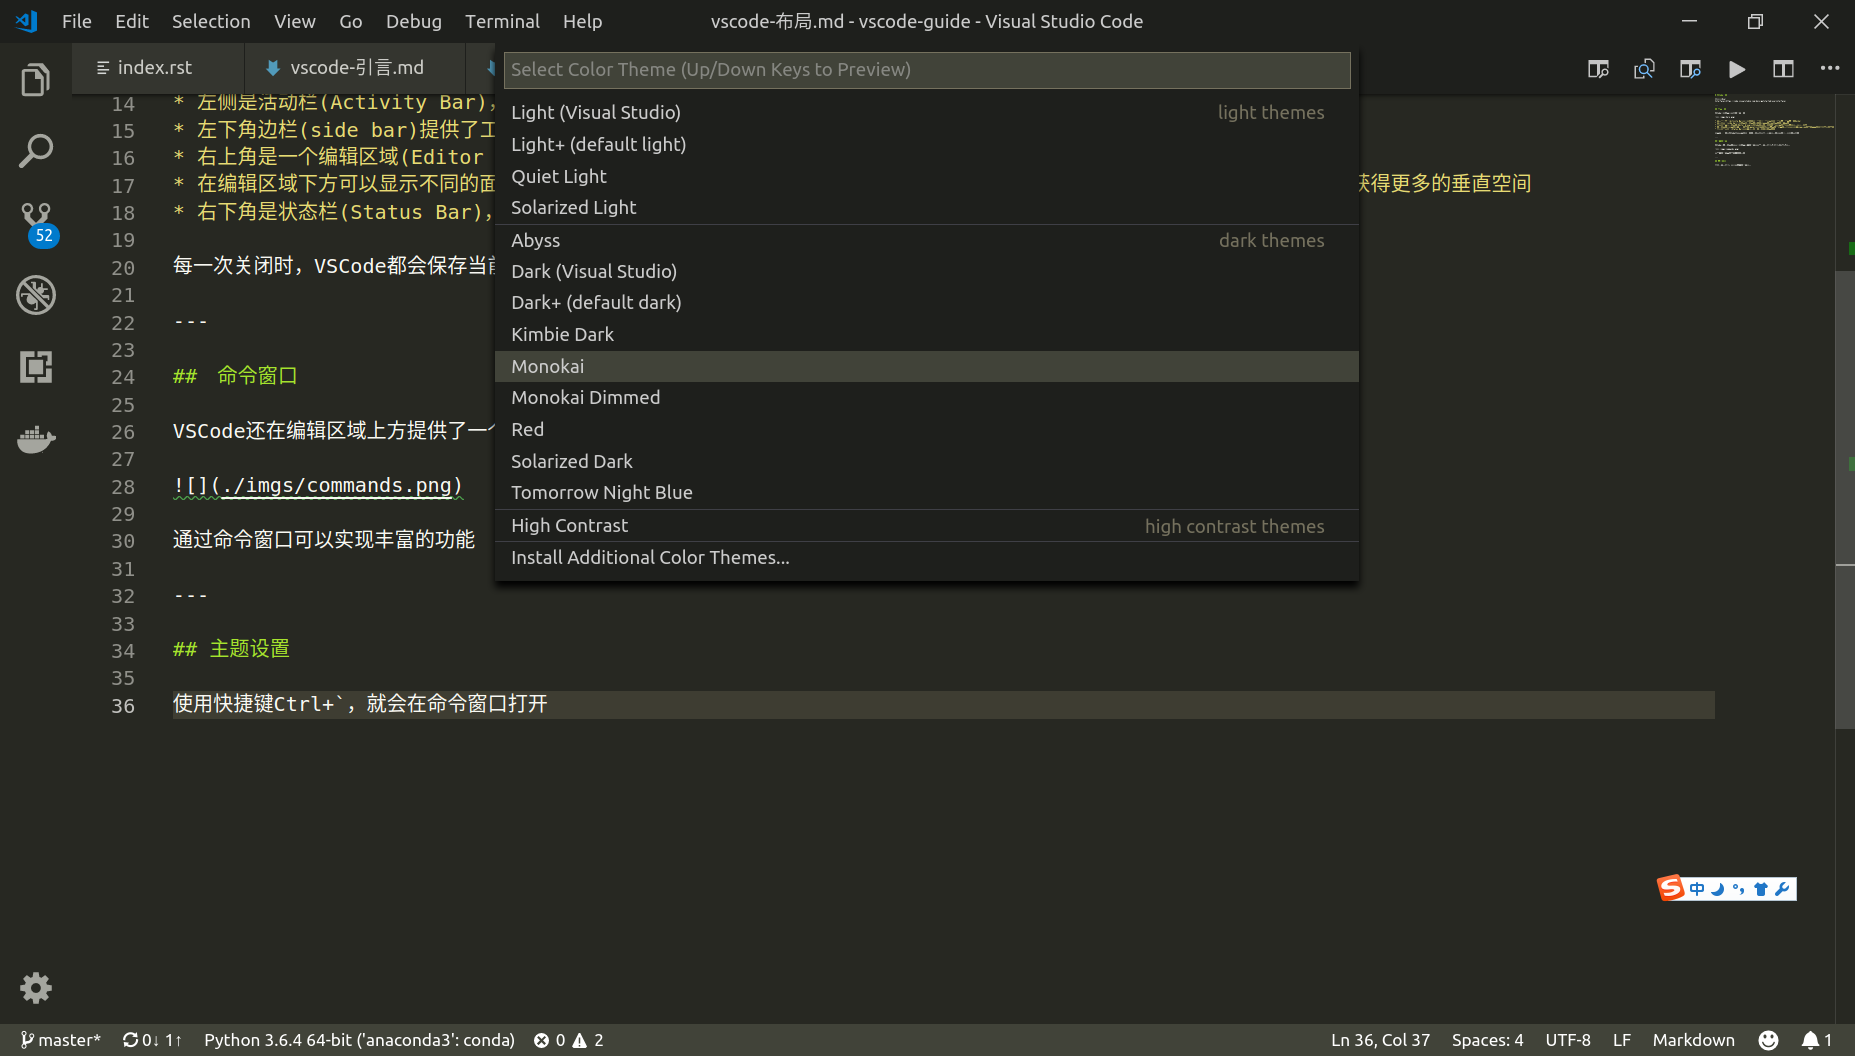 File Edit Selection View Go Debug Terminal Help vscode-布局.md - vscode-guide - Visual Studio Code
index.rst vscode-引言.md
Select Color Theme (Up/Down Keys to Preview)
Light (Visual Studio) light themes
Light+ (default light)
Quiet Light
Solarized Light
Abyss dark themes
Dark (Visual Studio)
Dark+ (default dark)
Kimbie Dark
Monokai
Monokai Dimmed
Red
Solarized Dark
Tomorrow Night Blue
High Contrast high contrast themes
Install Additional Color Themes...
14 * 左侧是活动栏(Activity Bar),
15 * 左下角边栏(side bar)提供了工
16 * 右上角是一个编辑区域(Editor
17 * 在编辑区域下方可以显示不同的面 获得更多的垂直空间
18 * 右下角是状态栏(Status Bar),
19
20 每一次关闭时，VSCode都会保存当前
21
22 ---
23
24 ## 命令窗口
25
26 VSCode还在编辑区域上方提供了一个
27
28 ![](./imgs/commands.png)
29
30 通过命令窗口可以实现丰富的功能
31
32 ---
33
34 ## 主题设置
35
36 使用快捷键Ctrl+`，就会在命令窗口打开
52
S 中
master* 0↓ 1↑ Python 3.6.4 64-bit ('anaconda3': conda) 0 2 Ln 36, Col 37 Spaces: 4 UTF-8 LF Markdown 1